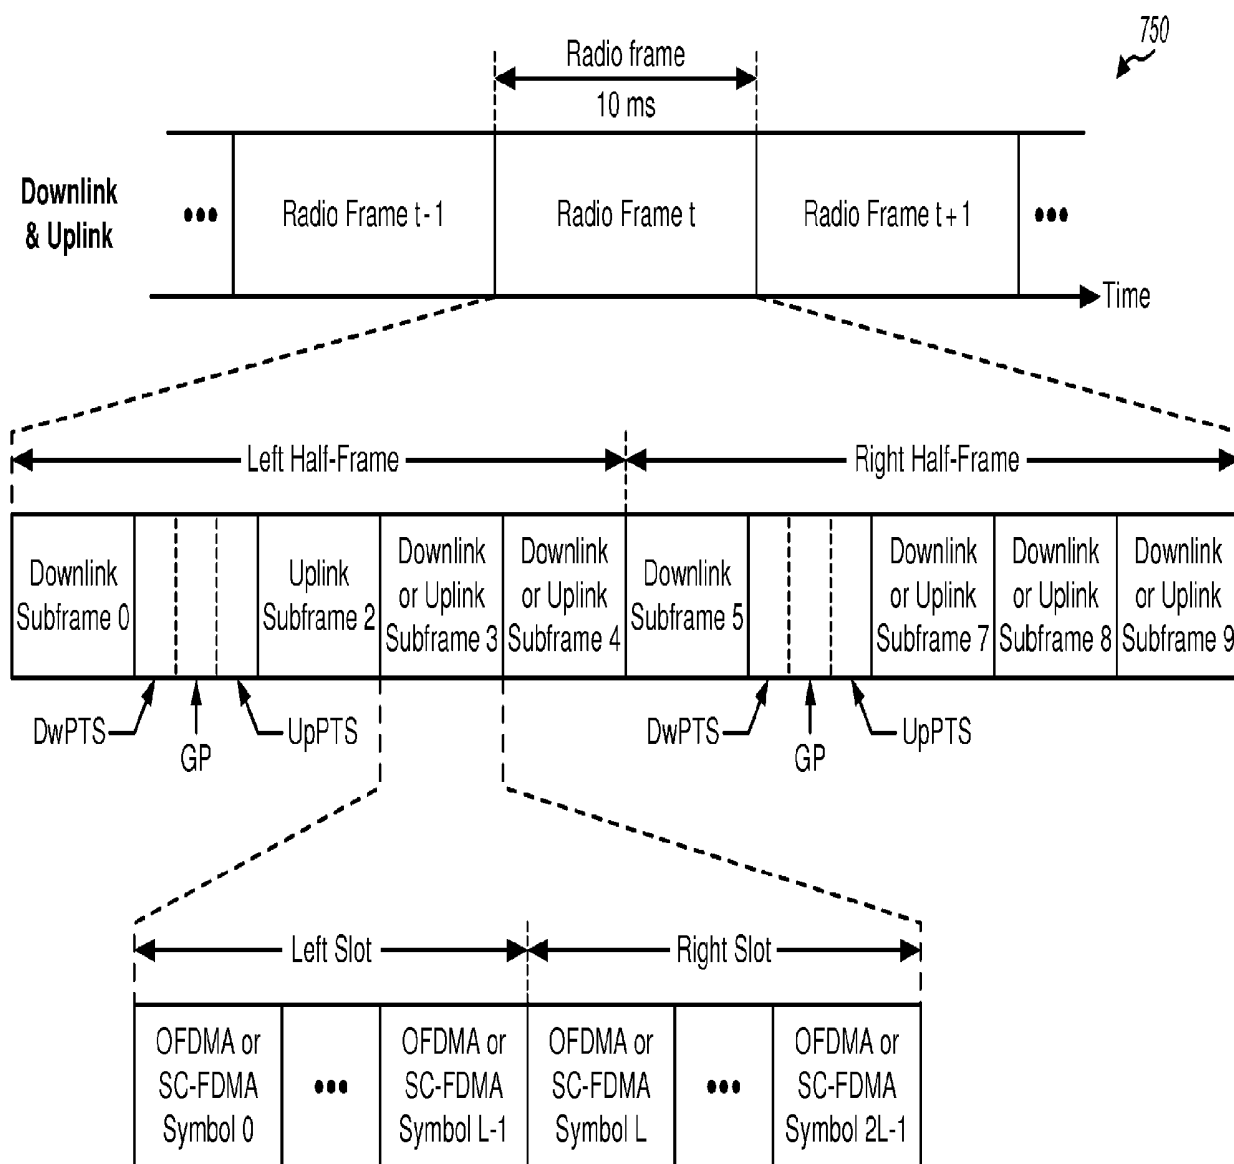 750
Radio frame
10 ms
Downlink
& Uplink
••• Radio Frame t-1 Radio Frame t Radio Frame t+1 •••
Time
Left Half-Frame Right Half-Frame
Downlink
Subframe 0
Uplink
Subframe 2
Downlink
or Uplink
Subframe 3
Downlink
or Uplink
Subframe 4
Downlink
Subframe 5
Downlink
or Uplink
Subframe 7
Downlink
or Uplink
Subframe 8
Downlink
or Uplink
Subframe 9
DwPTS
GP
UpPTS
DwPTS
GP
UpPTS
Left Slot Right Slot
OFDMA or
SC-FDMA
Symbol 0
•••
OFDMA or
SC-FDMA
Symbol L-1
OFDMA or
SC-FDMA
Symbol L
•••
OFDMA or
SC-FDMA
Symbol 2L-1